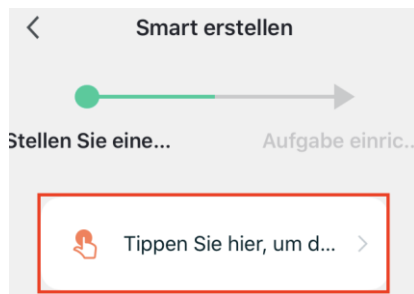 Smart erstellen
Stellen Sie eine... Aufgabe einric...
Tippen Sie hier, um d...